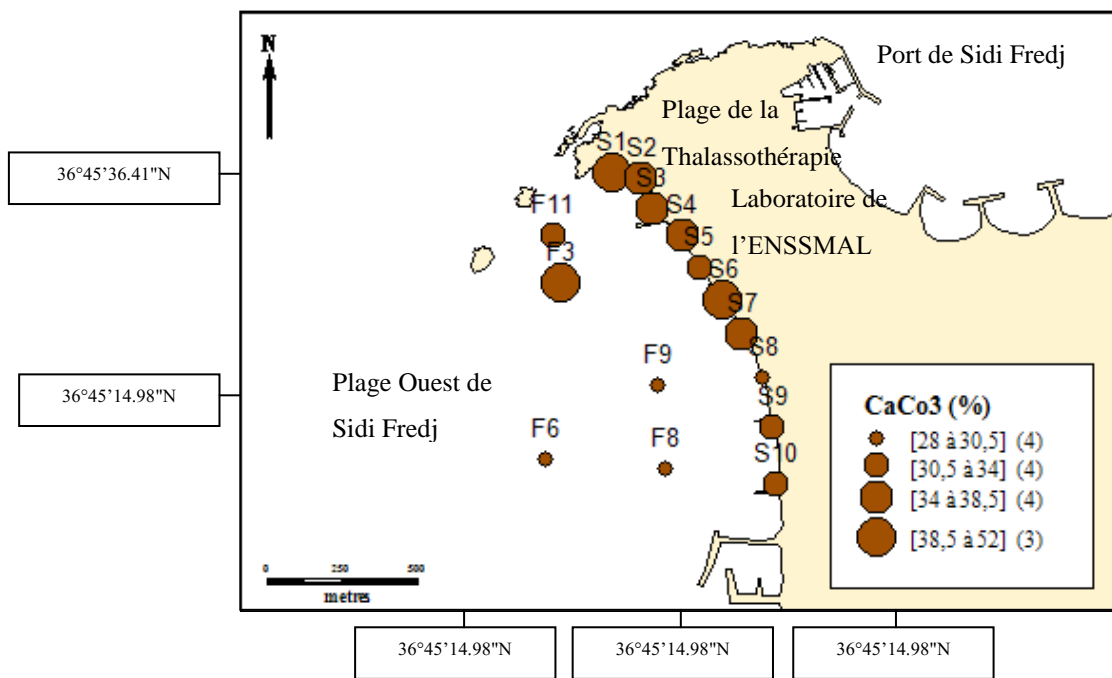 N
Port de Sidi Fredj
Plage de la
Thalassothérapie
S1
S2
36°45'36.41"N
S3
Laboratoire de
l'ENSSMAL
F11
S4
S5
F3
S6
S7
S8
F9
Plage Ouest de
Sidi Fredj
36°45'14.98"N
S9
F6
F8
S10
CaCo3 (%)
[28 à 30,5] (4)
[30,5 à 34] (4)
[34 à 38,5] (4)
[38,5 à 52] (3)
0 250 500
metres
36°45'14.98"N
36°45'14.98"N
36°45'14.98"N